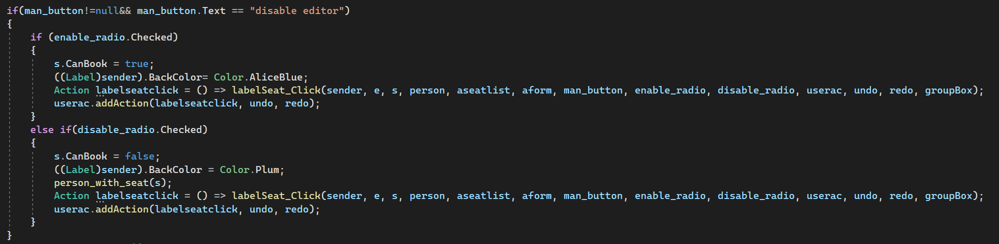 if(man_button!=null&& man_button.Text == "disable editor")
{
if (enable_radio.Checked)
{
s.CanBook = true;
((Label)sender).BackColor= Color.AliceBlue;
Action labelseatclick = () => labelSeat_Click(sender, e, s, person, aseatlist, aform, man_button, enable_radio, disable_radio, userac, undo, redo, groupBox);
userac.addAction(labelseatclick, undo, redo);
}
else if(disable_radio.Checked)
{
s.CanBook = false;
((Label)sender).BackColor = Color.Plum;
person_with_seat(s);
Action labelseatclick = () => labelSeat_Click(sender, e, s, person, aseatlist, aform, man_button, enable_radio, disable_radio, userac, undo, redo, groupBox);
userac.addAction(labelseatclick, undo, redo);
}
}